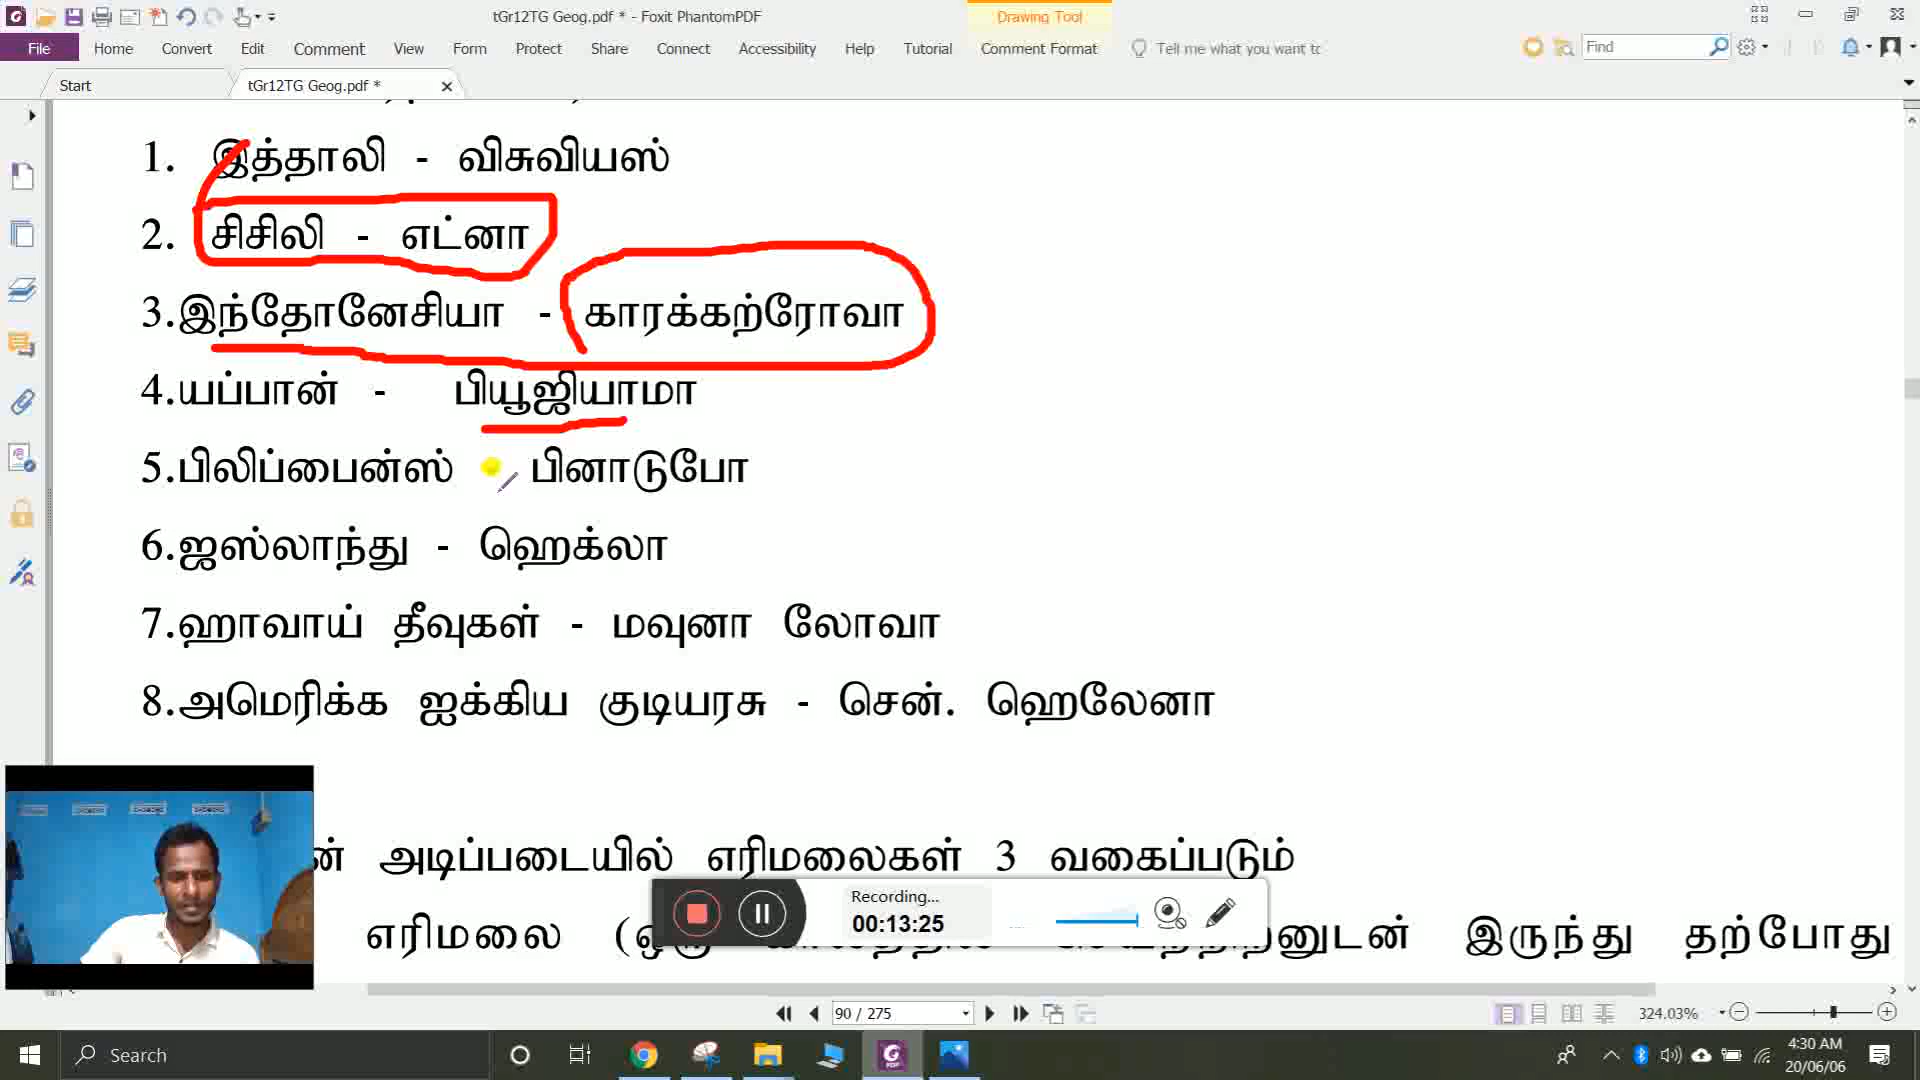 tGr12TG Geog.pdf * - Foxit PhantomPDF
Drawing Tool
File Home Convert Edit Comment View Form Protect Share Connect Accessibility Help Tutorial Comment Format Tell me what you want to Find
Start tGr12TG Geog.pdf *
1. இத்தாலி - விசுவியஸ்
2. சிசிலி - எட்னா
3.இந்தோனேசியா - காரக்கற்ரோவா
4.யப்பான் - பியூஜியாமா
5.பிலிப்பைன்ஸ் பினாடுபோ
6.ஜஸ்லாந்து - ஹெக்லா
7.ஹாவாய் தீவுகள் - மவுனா லோவா
8.அமெரிக்க ஐக்கிய குடியரசு - சென். ஹெலேனா
ன் அடிப்படையில் எரிமலைகள் 3 வகைப்படும்
Recording...
00:13:25
எரிமலை இருந்து தற்போது
90 / 275
324.03%
Search
4:30 AM
20/06/06